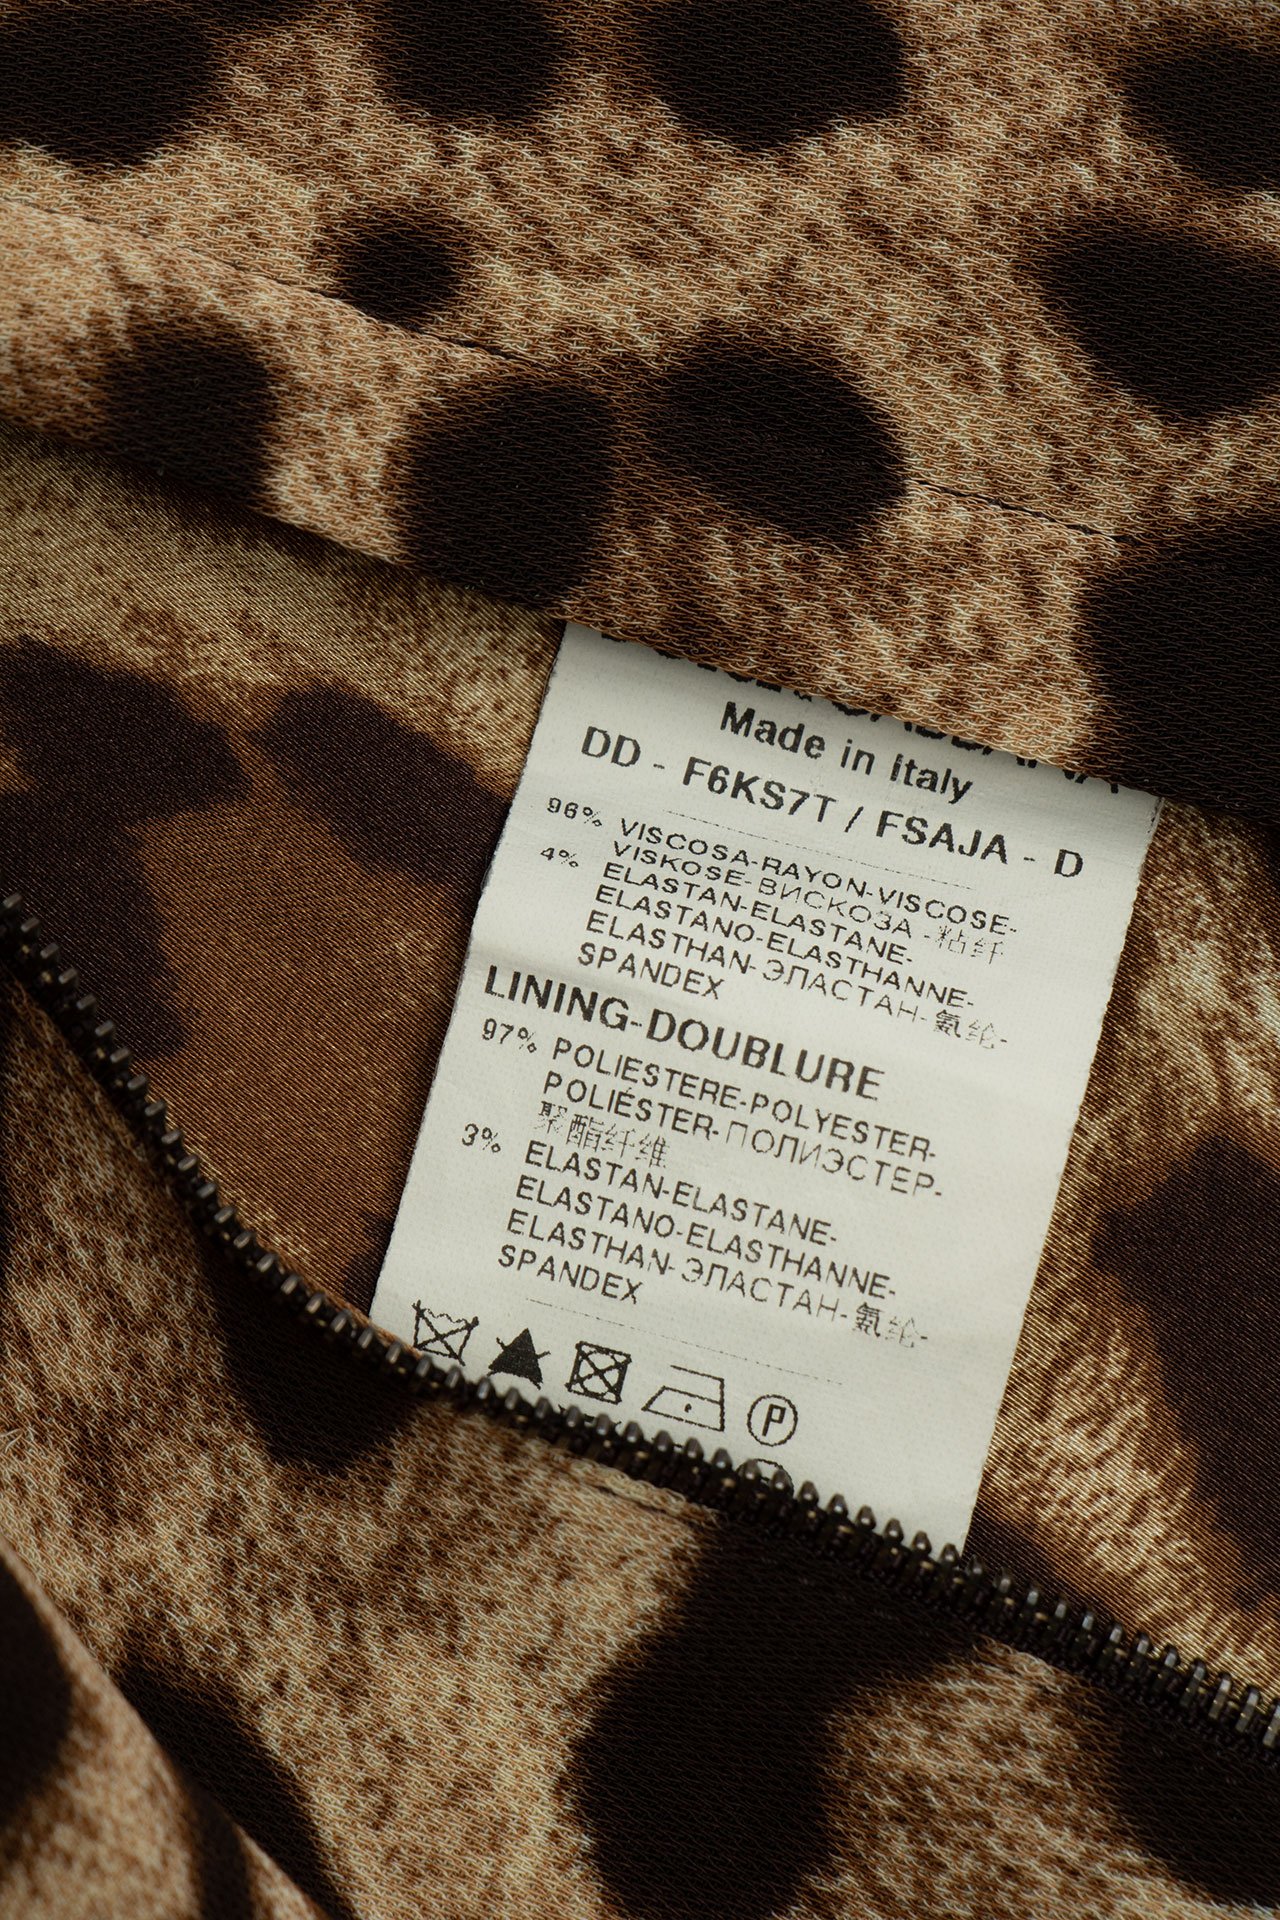 Made in Italy
DD - F6KS7T / FSAJA - D
96% VISCOSA-RAYON-VISCOSE-
VISKOSE-ВИСКОЗА-粘纤
4% ELASTAN-ELASTANE-
ELASTANO-ELASTHANNE-
ELASTHAN-ЭЛАСТАН-氨纶-
SPANDEX
LINING-DOUBLURE
97% POLIESTERE-POLYESTER-
POLIÉSTER-ПОЛИЭСТЕР-
聚酯纤维
3% ELASTAN-ELASTANE-
ELASTANO-ELASTHANNE-
ELASTHAN-ЭЛАСТАН-氨纶-
SPANDEX
P